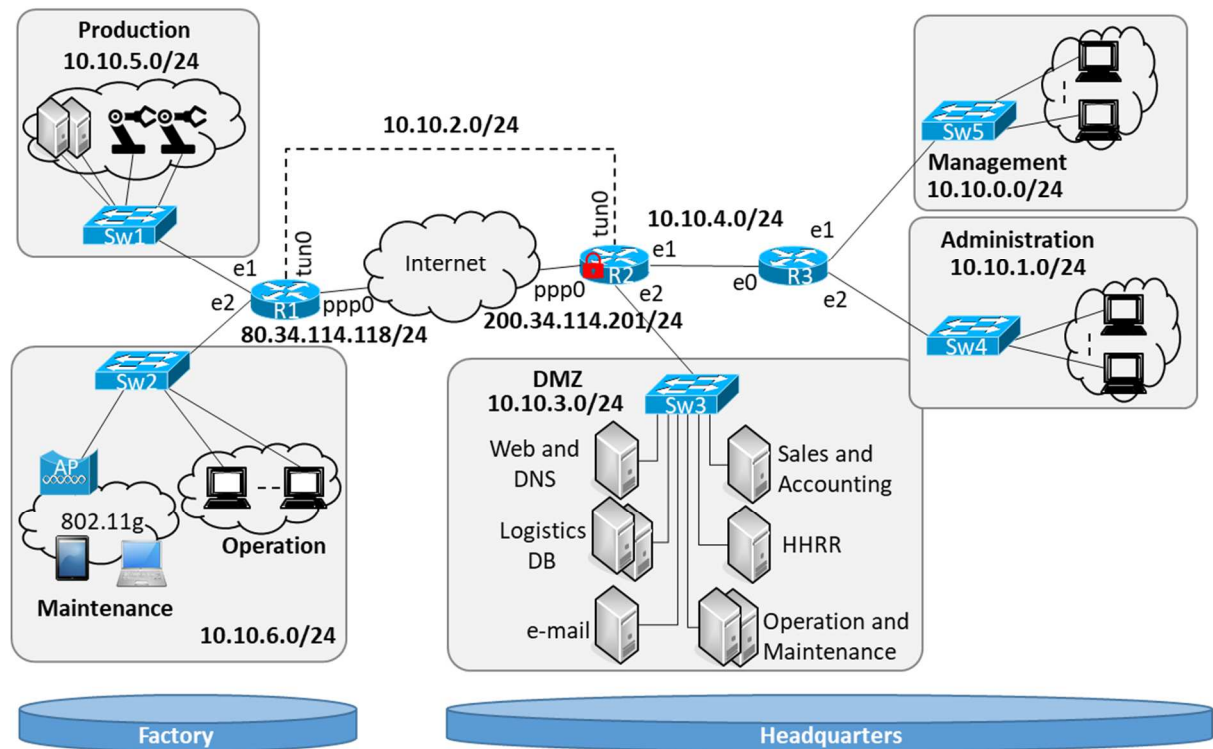 Production
10.10.5.0/24
Sw1
e1
e2
tun0
R1
ppp0
80.34.114.118/24
10.10.2.0/24
Internet
tun0
ppp0
R2
e1
e2
200.34.114.201/24
10.10.4.0/24
e0
R3
e1
e2
Sw5
Management
10.10.0.0/24
Administration
10.10.1.0/24
Sw4
Sw2
AP
802.11g
Maintenance
Operation
10.10.6.0/24
DMZ
10.10.3.0/24
Sw3
Web and
DNS
Logistics
DB
e-mail
Sales and
Accounting
HHRR
Operation and
Maintenance
Factory
Headquarters